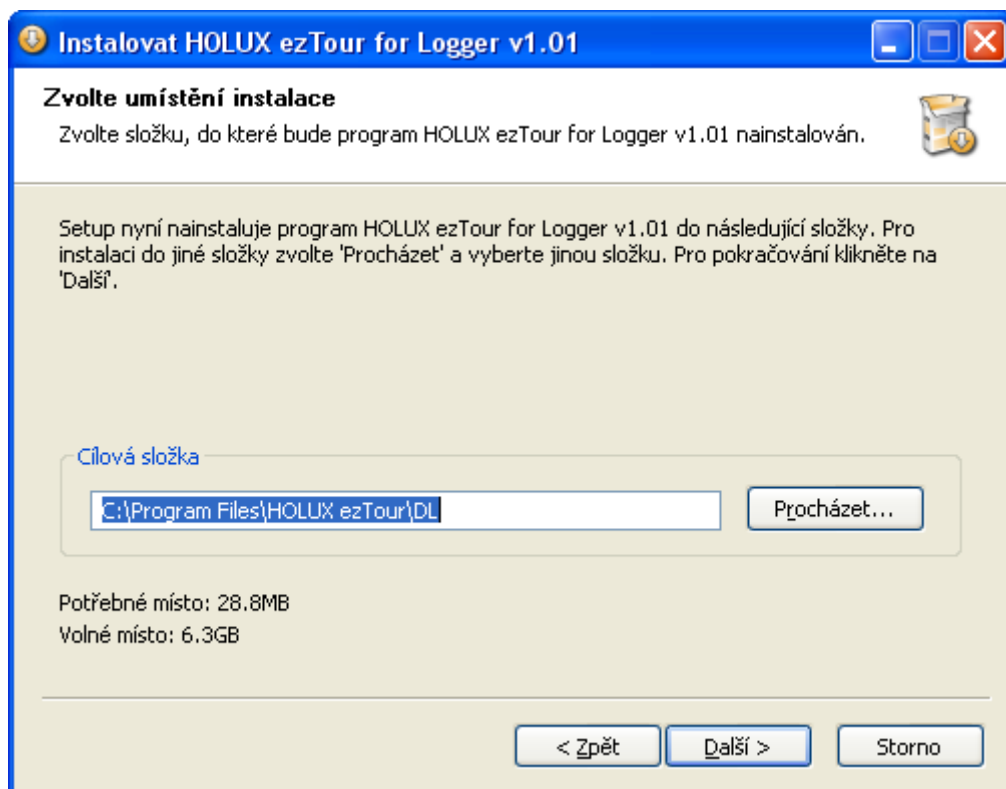 Instalovat HOLUX ezTour for Logger v1.01
Zvolte umístění instalace
Zvolte složku, do které bude program HOLUX ezTour for Logger v1.01 nainstalován.
Setup nyní nainstaluje program HOLUX ezTour for Logger v1.01 do následující složky. Pro
instalaci do jiné složky zvolte 'Procházet' a vyberte jinou složku. Pro pokračování klikněte na
'Další'.
Cílová složka
C:\Program Files\HOLUX ezTour\DL
Procházet...
Potřebné místo: 28.8MB
Volné místo: 6.3GB
< Zpět
Další >
Storno